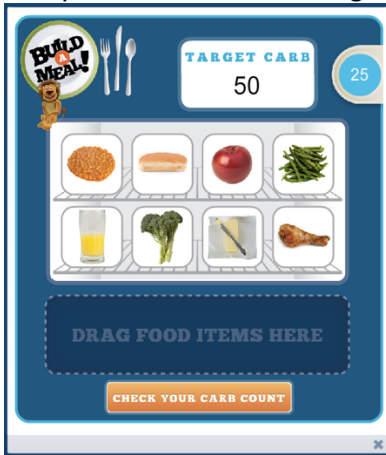 BUILD
A
MEAL!
TARGET CARB
50
25
DRAG FOOD ITEMS HERE
CHECK YOUR CARB COUNT